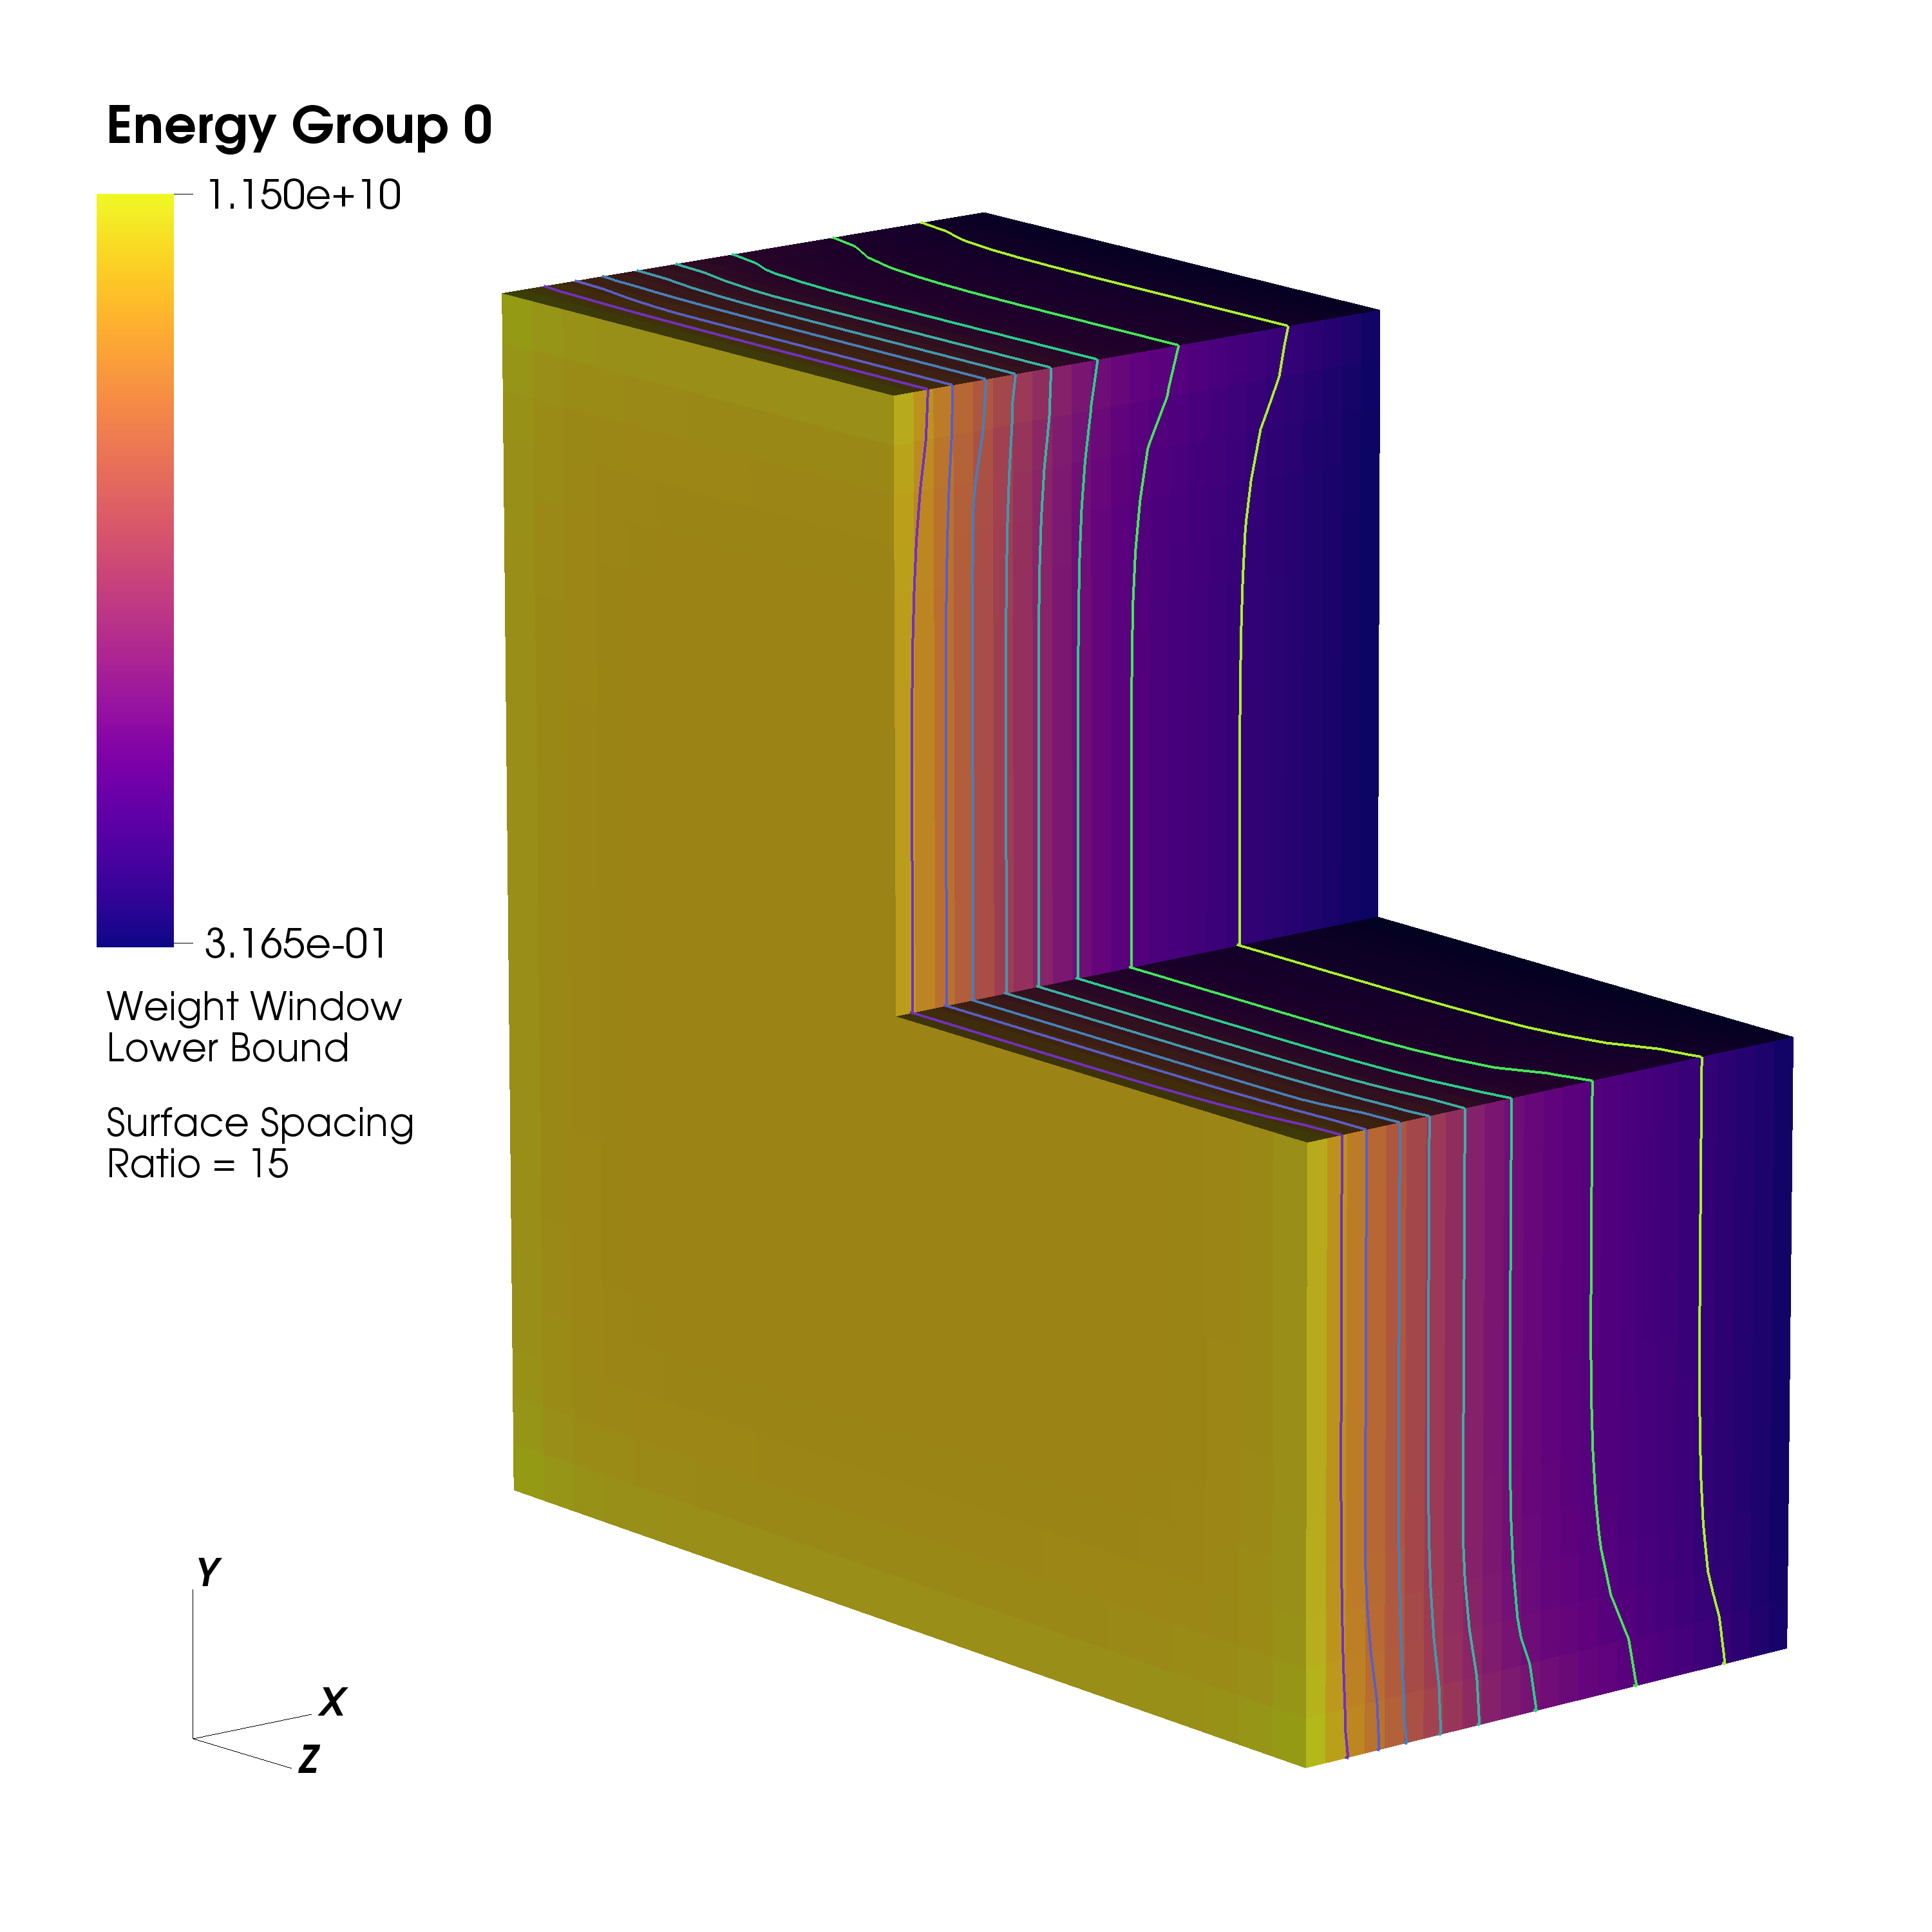 Energy Group 0
1.150e+10
3.165e-01
Weight Window
Lower Bound
Surface Spacing
Ratio = 15
Y
X
Z